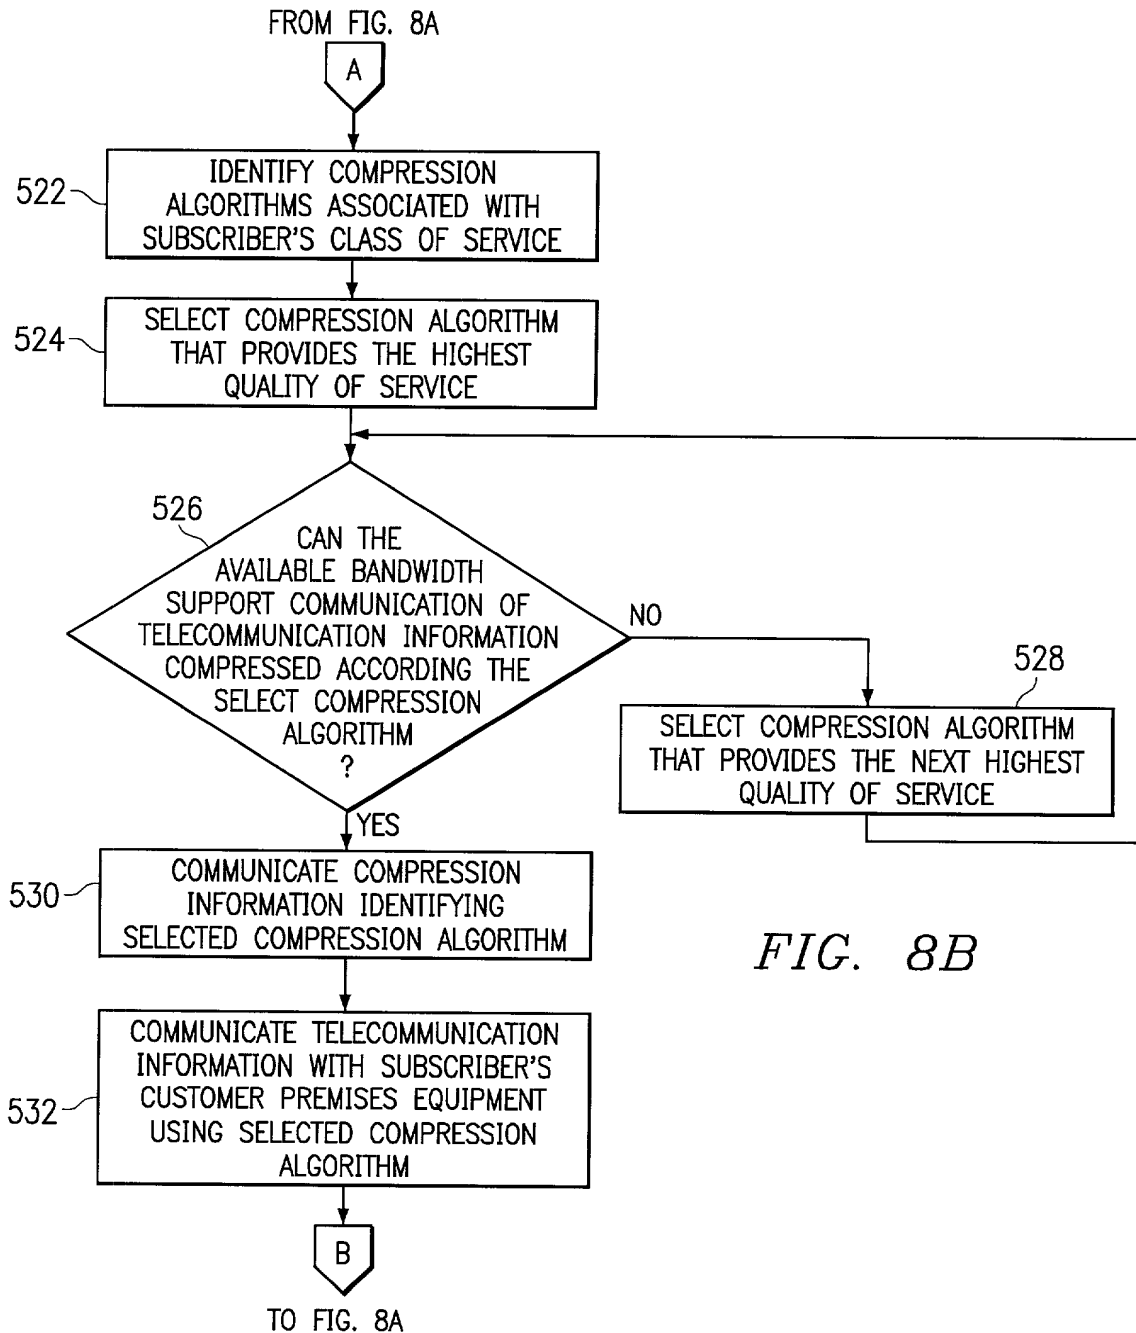 FROM FIG. 8A
A
522
IDENTIFY COMPRESSION
ALGORITHMS ASSOCIATED WITH
SUBSCRIBER'S CLASS OF SERVICE
524
SELECT COMPRESSION ALGORITHM
THAT PROVIDES THE HIGHEST
QUALITY OF SERVICE
526
CAN THE
AVAILABLE BANDWIDTH
SUPPORT COMMUNICATION OF
TELECOMMUNICATION INFORMATION
COMPRESSED ACCORDING THE
SELECT COMPRESSION
ALGORITHM
?
NO
528
SELECT COMPRESSION ALGORITHM
THAT PROVIDES THE NEXT HIGHEST
QUALITY OF SERVICE
YES
530
COMMUNICATE COMPRESSION
INFORMATION IDENTIFYING
SELECTED COMPRESSION ALGORITHM
FIG. 8B
532
COMMUNICATE TELECOMMUNICATION
INFORMATION WITH SUBSCRIBER'S
CUSTOMER PREMISES EQUIPMENT
USING SELECTED COMPRESSION
ALGORITHM
B
TO FIG. 8A